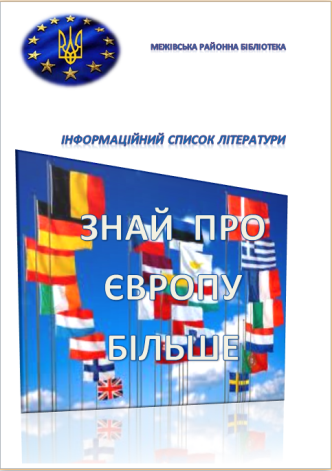 МЕЖІВСЬКА РАЙОННА БІБЛІОТЕКА
ІНФОРМАЦІЙНИЙ СПИСОК ЛІТЕРАТУРИ
ЗНАЙ ПРО
ЄВРОПУ
БІЛЬШЕ